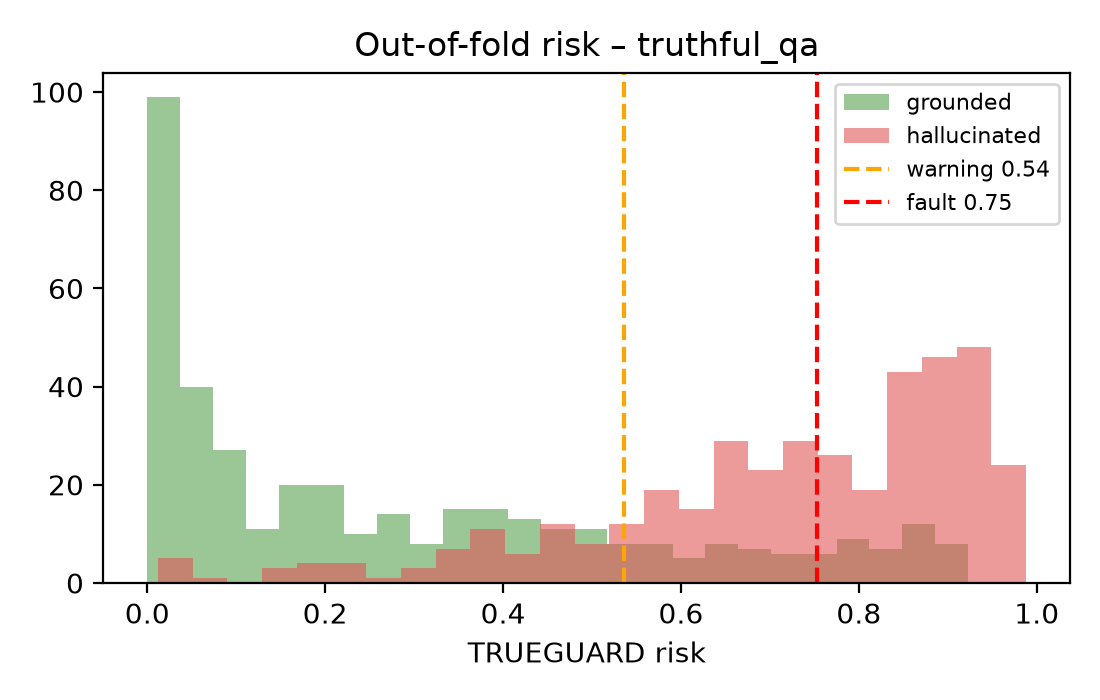 Out-of-fold risk – truthful_qa
100
80
60
40
20
0
grounded
hallucinated
warning 0.54
fault 0.75
0.0 0.2 0.4 0.6 0.8 1.0
TRUEGUARD risk